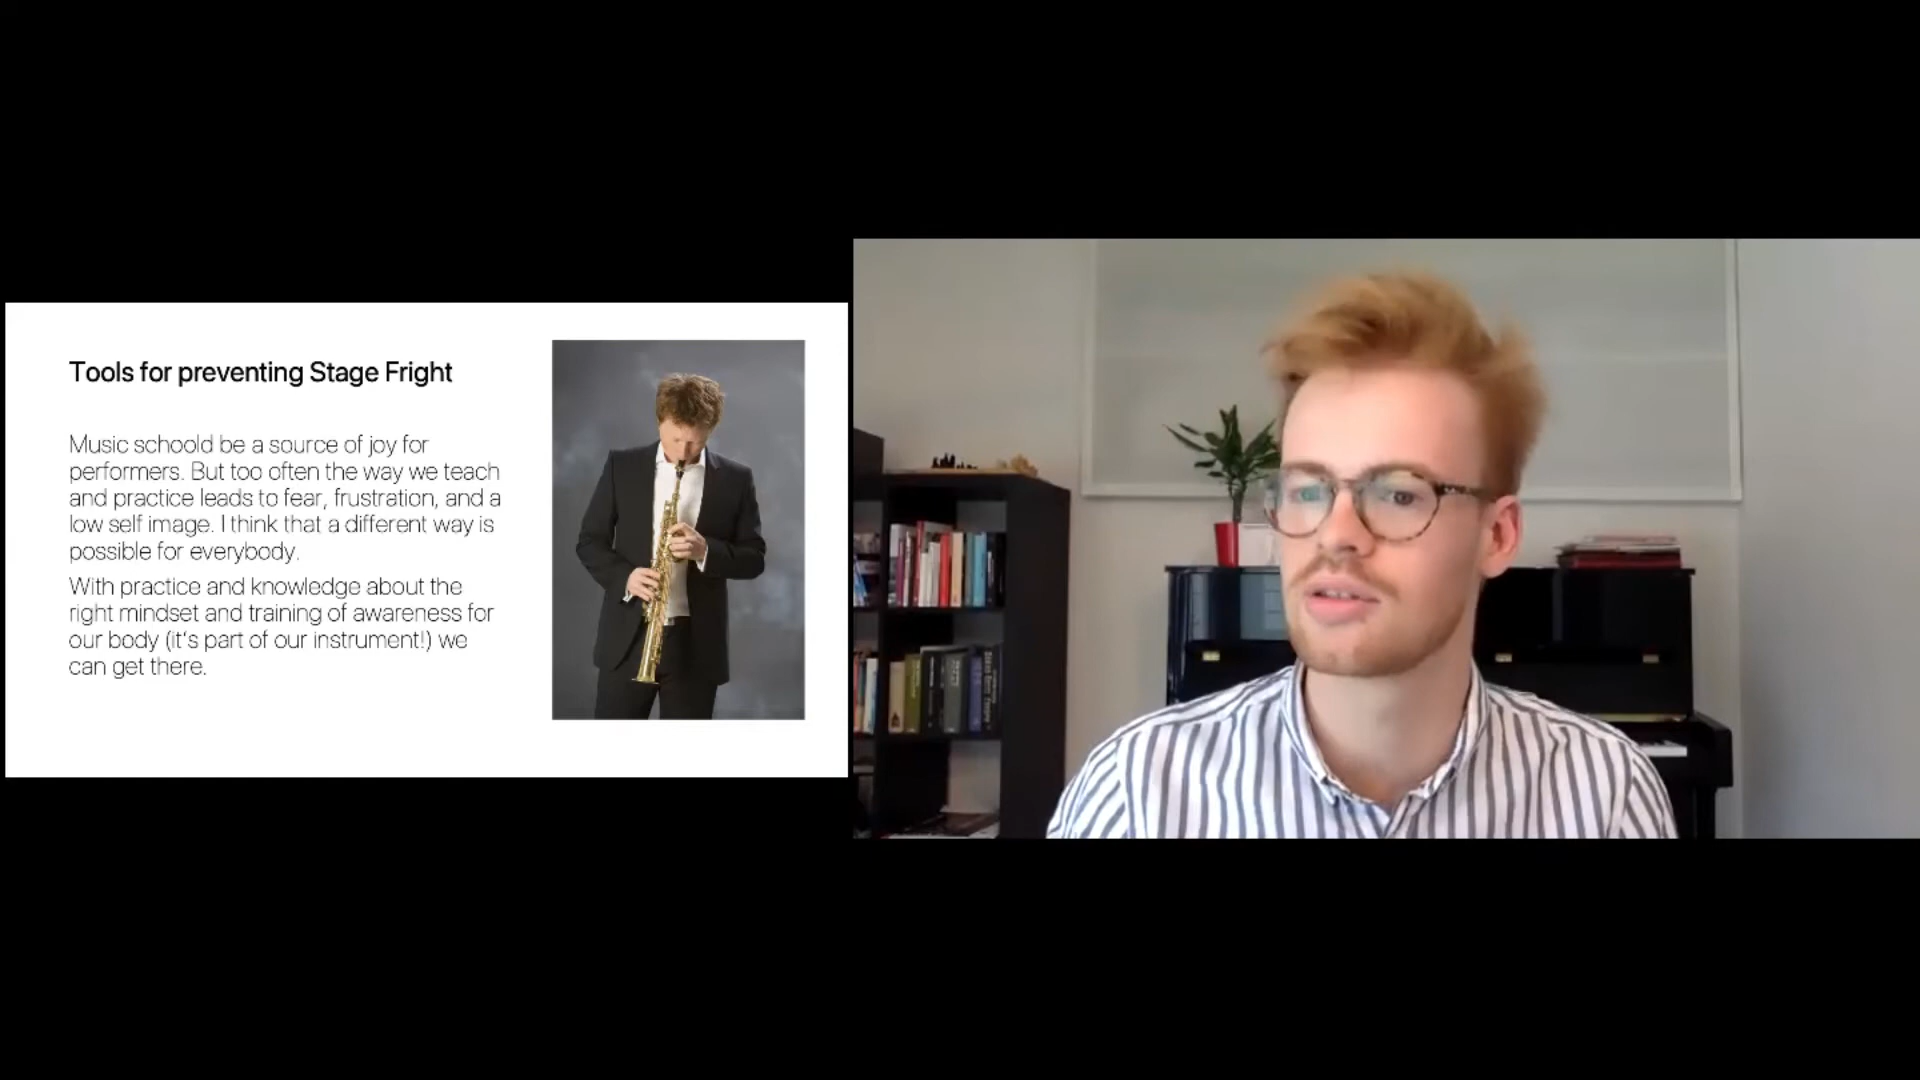 Tools for preventing Stage Fright
Music schoold be a source of joy for
performers. But too often the way we teach
and practice leads to fear, frustration, and a
low self image. I think that a different way is
possible for everybody.
With practice and knowledge about the
right mindset and training of awareness for
our body (it's part of our instrument!) we
can get there.